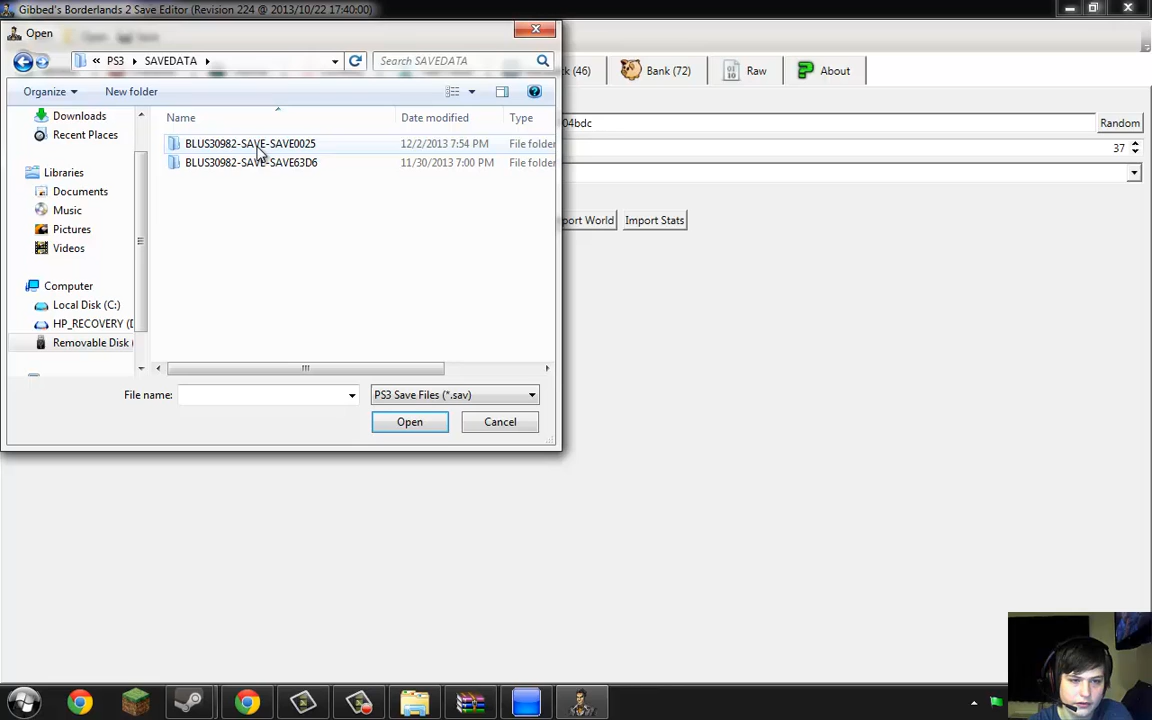 Gibbed's Borderlands 2 Save Editor (Revision 224 @ 2013/10/22 17:40:00)
Open
« PS3 ▸ SAVEDATA ▸
Search SAVEDATA
k (46)
Bank (72)
Raw
About
Organize
New folder
Downloads
Recent Places
Libraries
Documents
Music
Pictures
Videos
Computer
Local Disk (C:)
HP_RECOVERY (
Removable Disk
Name
Date modified
Type
BLUS30982-SAVE-SAVE0025
12/2/2013 7:54 PM
File folder
BLUS30982-SAVE-SAVE63D6
11/30/2013 7:00 PM
File folder
04bdc
Random
37
port World
Import Stats
File name:
PS3 Save Files (*.sav)
Open
Cancel